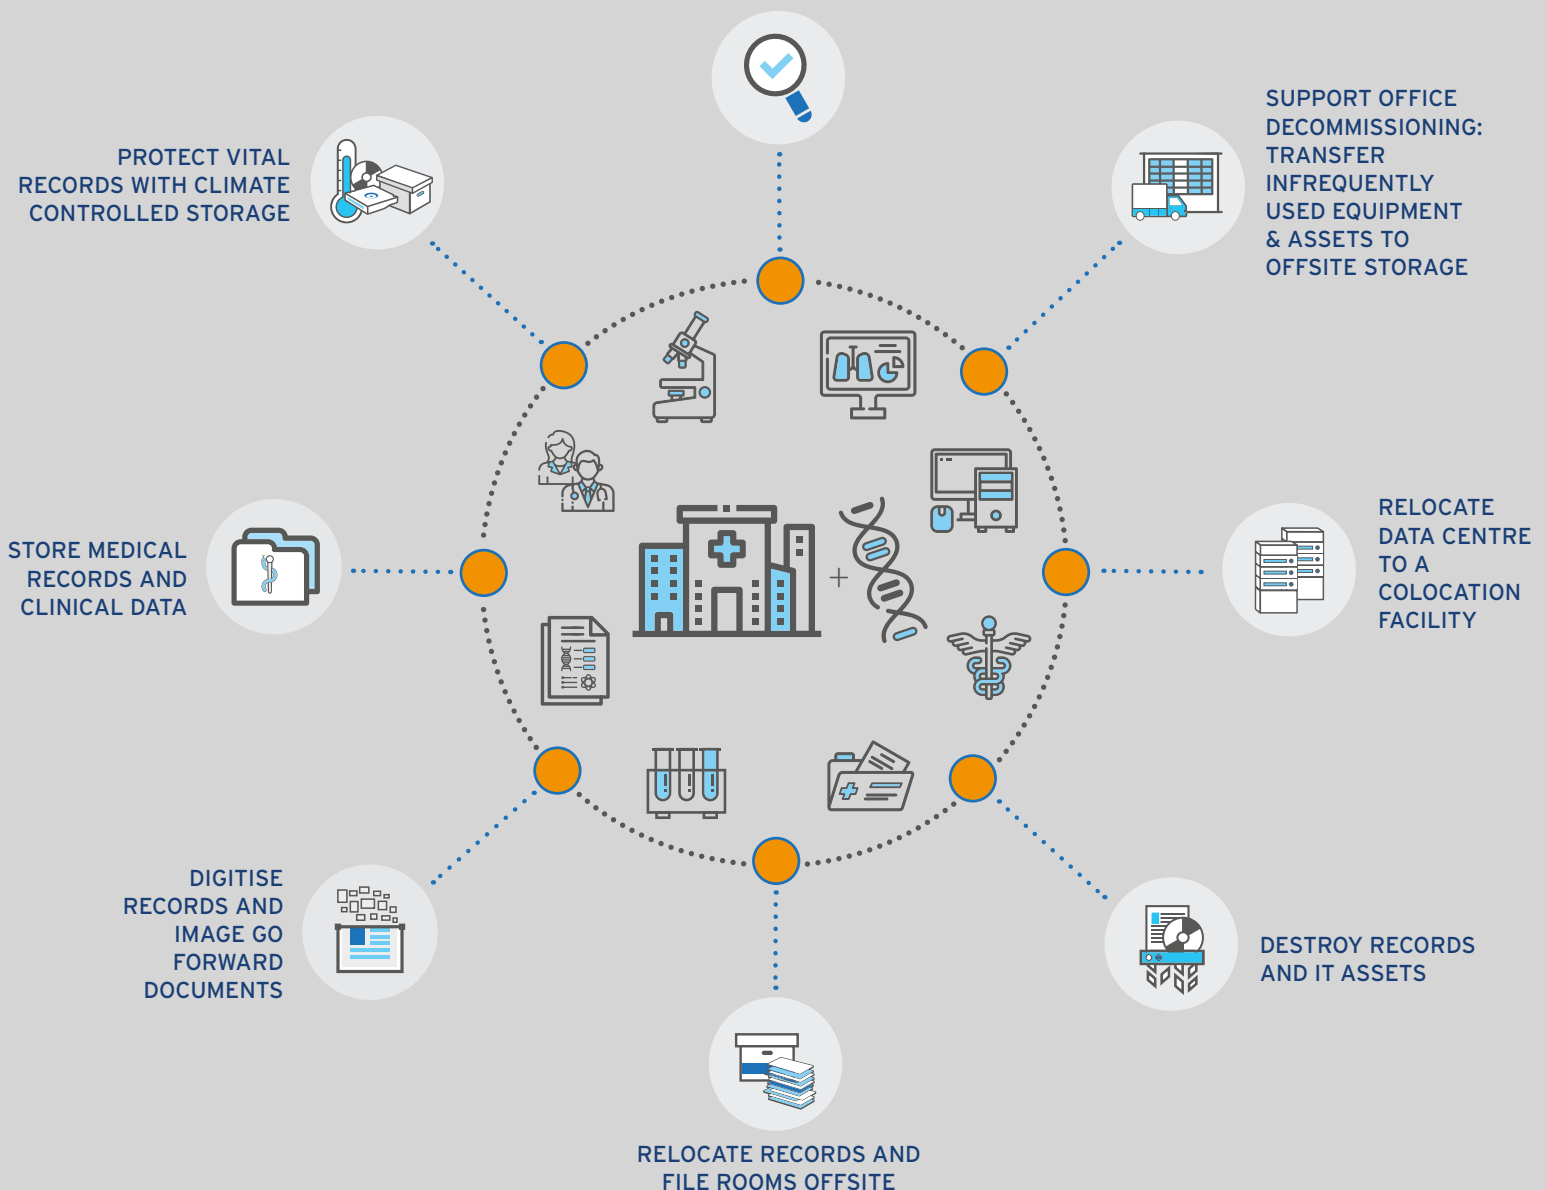 SUPPORT OFFICE
DECOMMISSIONING:
TRANSFER
INFREQUENTLY
USED EQUIPMENT
& ASSETS TO
OFFSITE STORAGE
RELOCATE
DATA CENTRE
TO A
COLOCATION
FACILITY
DESTROY RECORDS
AND IT ASSETS
RELOCATE RECORDS AND
FILE ROOMS OFFSITE
DIGITISE
RECORDS AND
IMAGE GO
FORWARD
DOCUMENTS
STORE MEDICAL
RECORDS AND
CLINICAL DATA
PROTECT VITAL
RECORDS WITH CLIMATE
CONTROLLED STORAGE